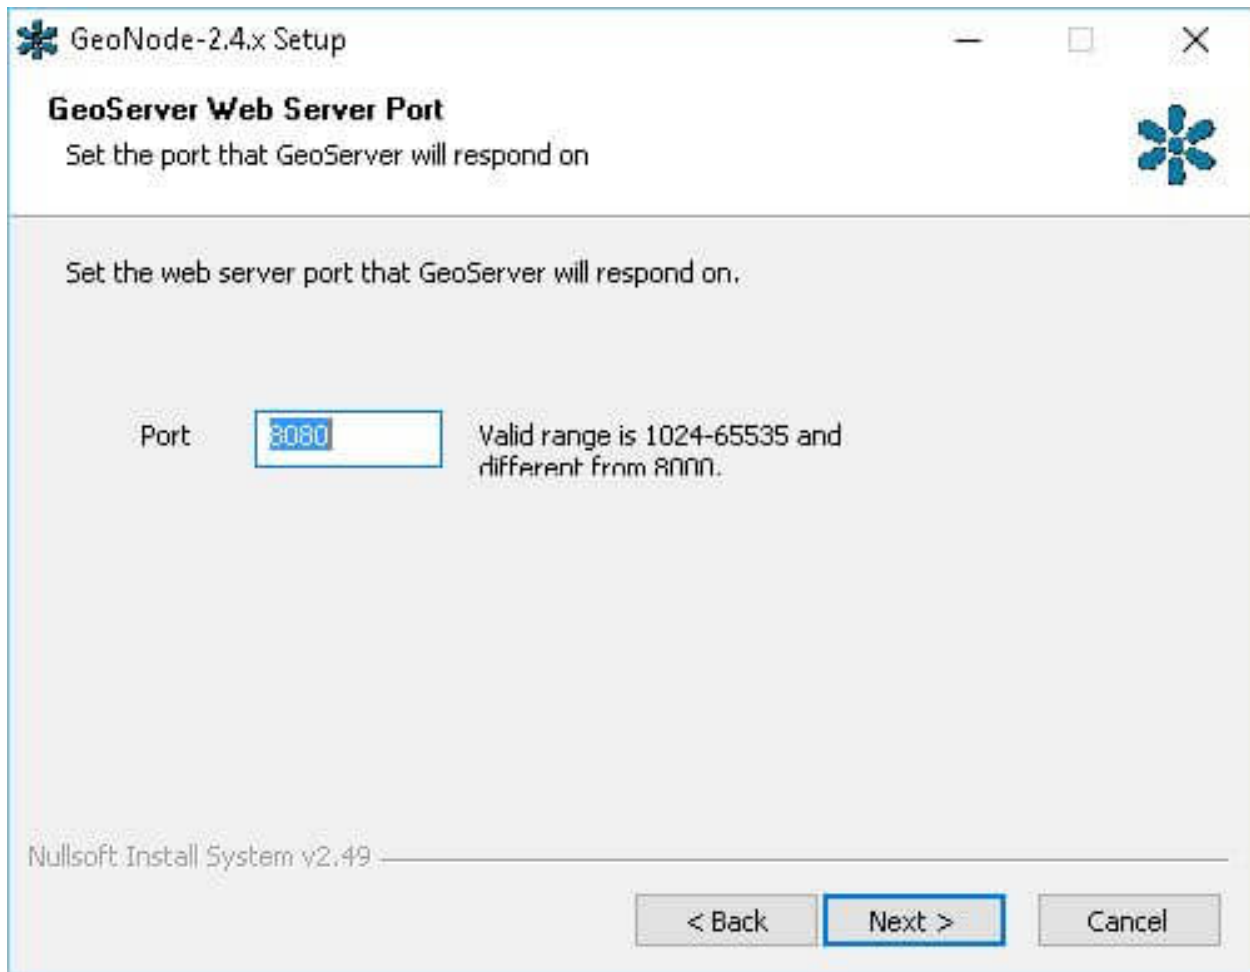 GeoNode-2.4.x Setup
GeoServer Web Server Port
Set the port that GeoServer will respond on
Set the web server port that GeoServer will respond on.
Port
8080
Valid range is 1024-65535 and
different from 8000.
Nullsoft Install System v2.49
< Back
Next >
Cancel